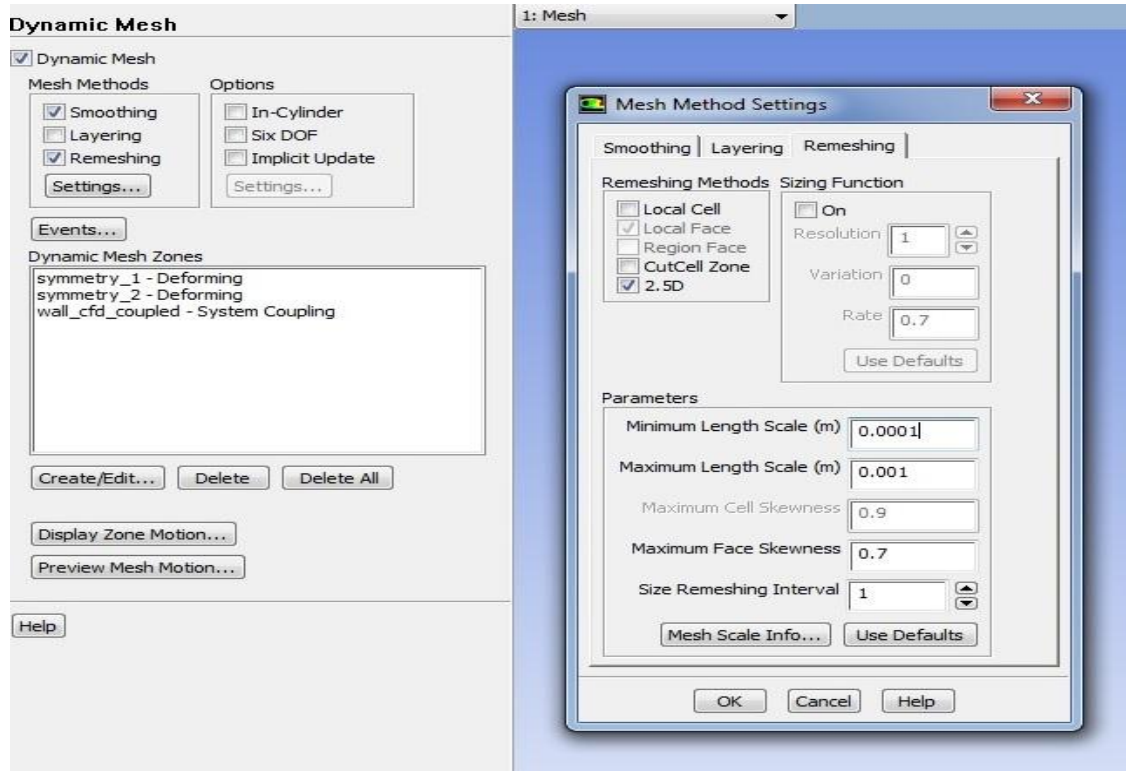 Dynamic Mesh
Dynamic Mesh
Mesh Methods
Smoothing
Layering
Remeshing
Settings...
Options
In-Cylinder
Six DOF
Implicit Update
Settings...
Events...
Dynamic Mesh Zones
symmetry_1 - Deforming
symmetry_2 - Deforming
wall_cfd_coupled - System Coupling
Create/Edit...
Delete
Delete All
Display Zone Motion...
Preview Mesh Motion...
Help
1: Mesh
Mesh Method Settings
Smoothing
Layering
Remeshing
Remeshing Methods
Local Cell
Local Face
Region Face
CutCell Zone
2.5D
Sizing Function
On
Resolution 1
Variation 0
Rate 0.7
Use Defaults
Parameters
Minimum Length Scale (m) 0.0001
Maximum Length Scale (m) 0.001
Maximum Cell Skewness 0.9
Maximum Face Skewness 0.7
Size Remeshing Interval 1
Mesh Scale Info...
Use Defaults
OK
Cancel
Help